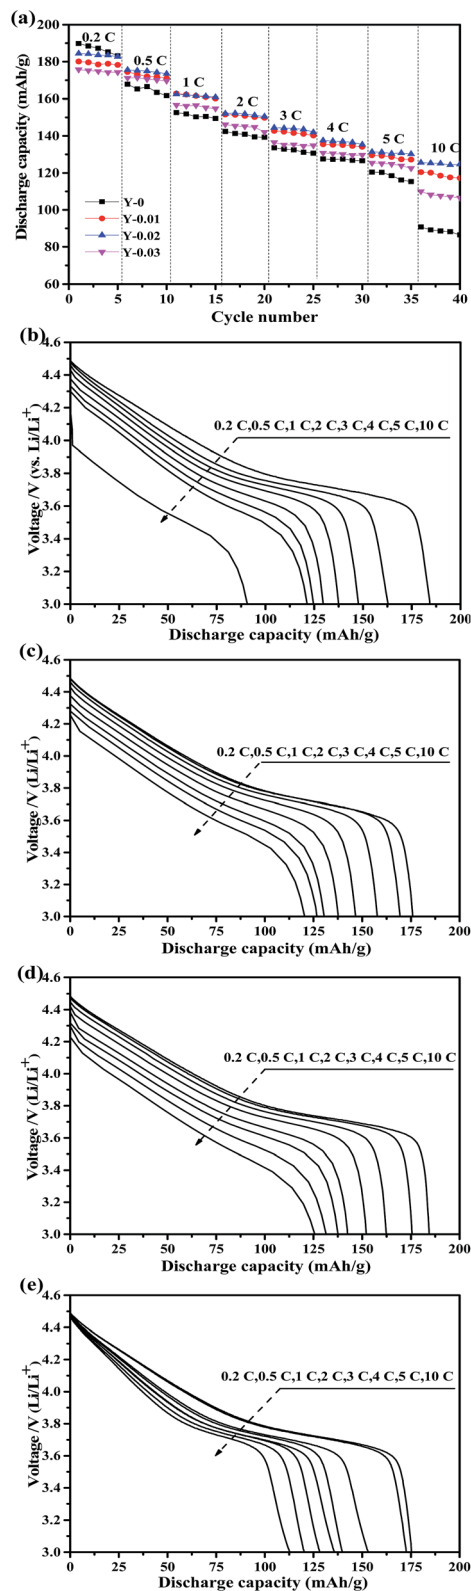 (a)
200
180
160
140
120
100
80
60
Discharge capacity (mAh/g)
0.2 C
0.5 C
1 C
2 C
3 C
4 C
5 C
10 C
Y-0
Y-0.01
Y-0.02
Y-0.03
0 5 10 15 20 25 30 35 40
Cycle number
(b)
4.6
4.4
4.2
4.0
3.8
3.6
3.4
3.2
3.0
Voltage /V (vs. Li/Li+)
0.2 C,0.5 C,1 C,2 C,3 C,4 C,5 C,10 C
0 25 50 75 100 125 150 175 200
Discharge capacity (mAh/g)
(c)
4.6
4.4
4.2
4.0
3.8
3.6
3.4
3.2
3.0
Voltage /V (Li/Li+)
0.2 C,0.5 C,1 C,2 C,3 C,4 C,5 C,10 C
0 25 50 75 100 125 150 175 200
Discharge capacity (mAh/g)
(d)
4.6
4.4
4.2
4.0
3.8
3.6
3.4
3.2
3.0
Voltage /V (Li/Li+)
0.2 C,0.5 C,1 C,2 C,3 C,4 C,5 C,10 C
0 25 50 75 100 125 150 175 200
Discharge capacity (mAh/g)
(e)
4.6
4.4
4.2
4.0
3.8
3.6
3.4
3.2
3.0
Voltage /V (Li/Li+)
0.2 C,0.5 C,1 C,2 C,3 C,4 C,5 C,10 C
0 25 50 75 100 125 150 175 200
Discharge capacity (mAh/g)